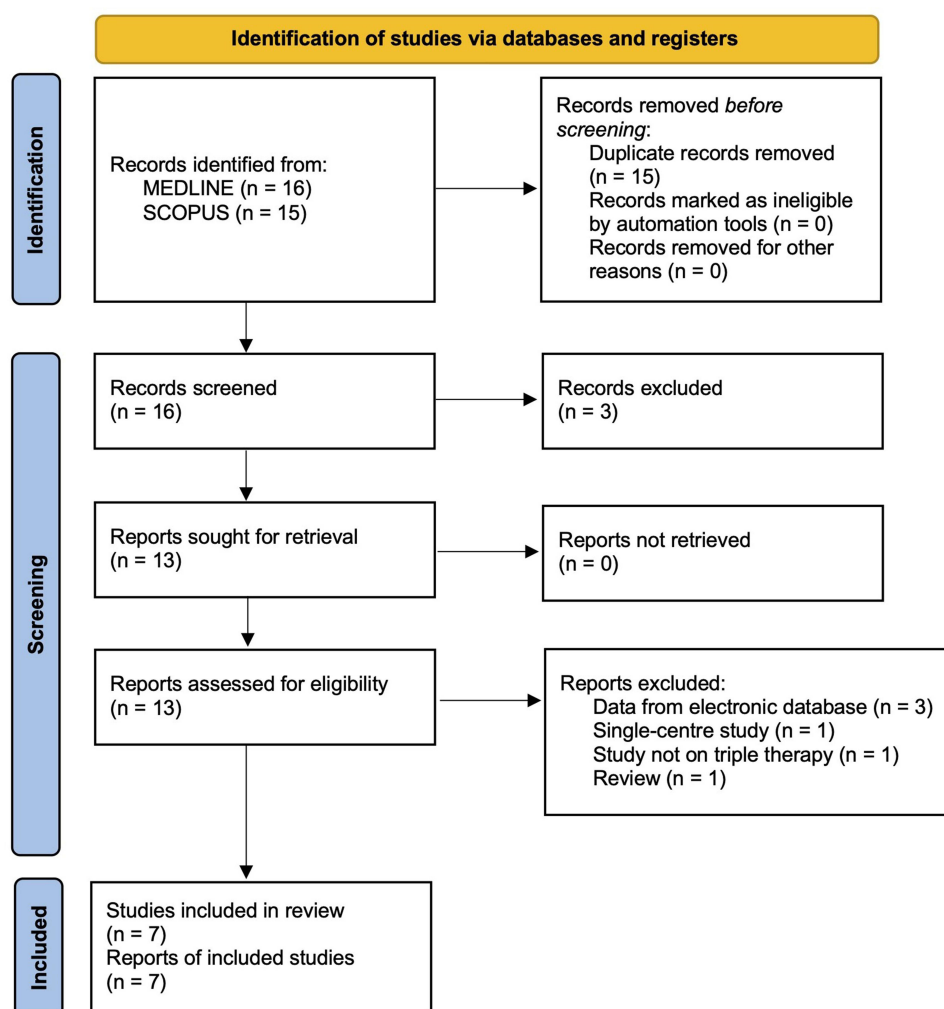 Identification of studies via databases and registers
Identification
Records identified from:
MEDLINE (n = 16)
SCOPUS (n = 15)
Records removed before
screening:
Duplicate records removed
(n = 15)
Records marked as ineligible
by automation tools (n = 0)
Records removed for other
reasons (n = 0)
Screening
Records screened
(n = 16)
Records excluded
(n = 3)
Reports sought for retrieval
(n = 13)
Reports not retrieved
(n = 0)
Reports assessed for eligibility
(n = 13)
Reports excluded:
Data from electronic database (n = 3)
Single-centre study (n = 1)
Study not on triple therapy (n = 1)
Review (n = 1)
Included
Studies included in review
(n = 7)
Reports of included studies
(n = 7)